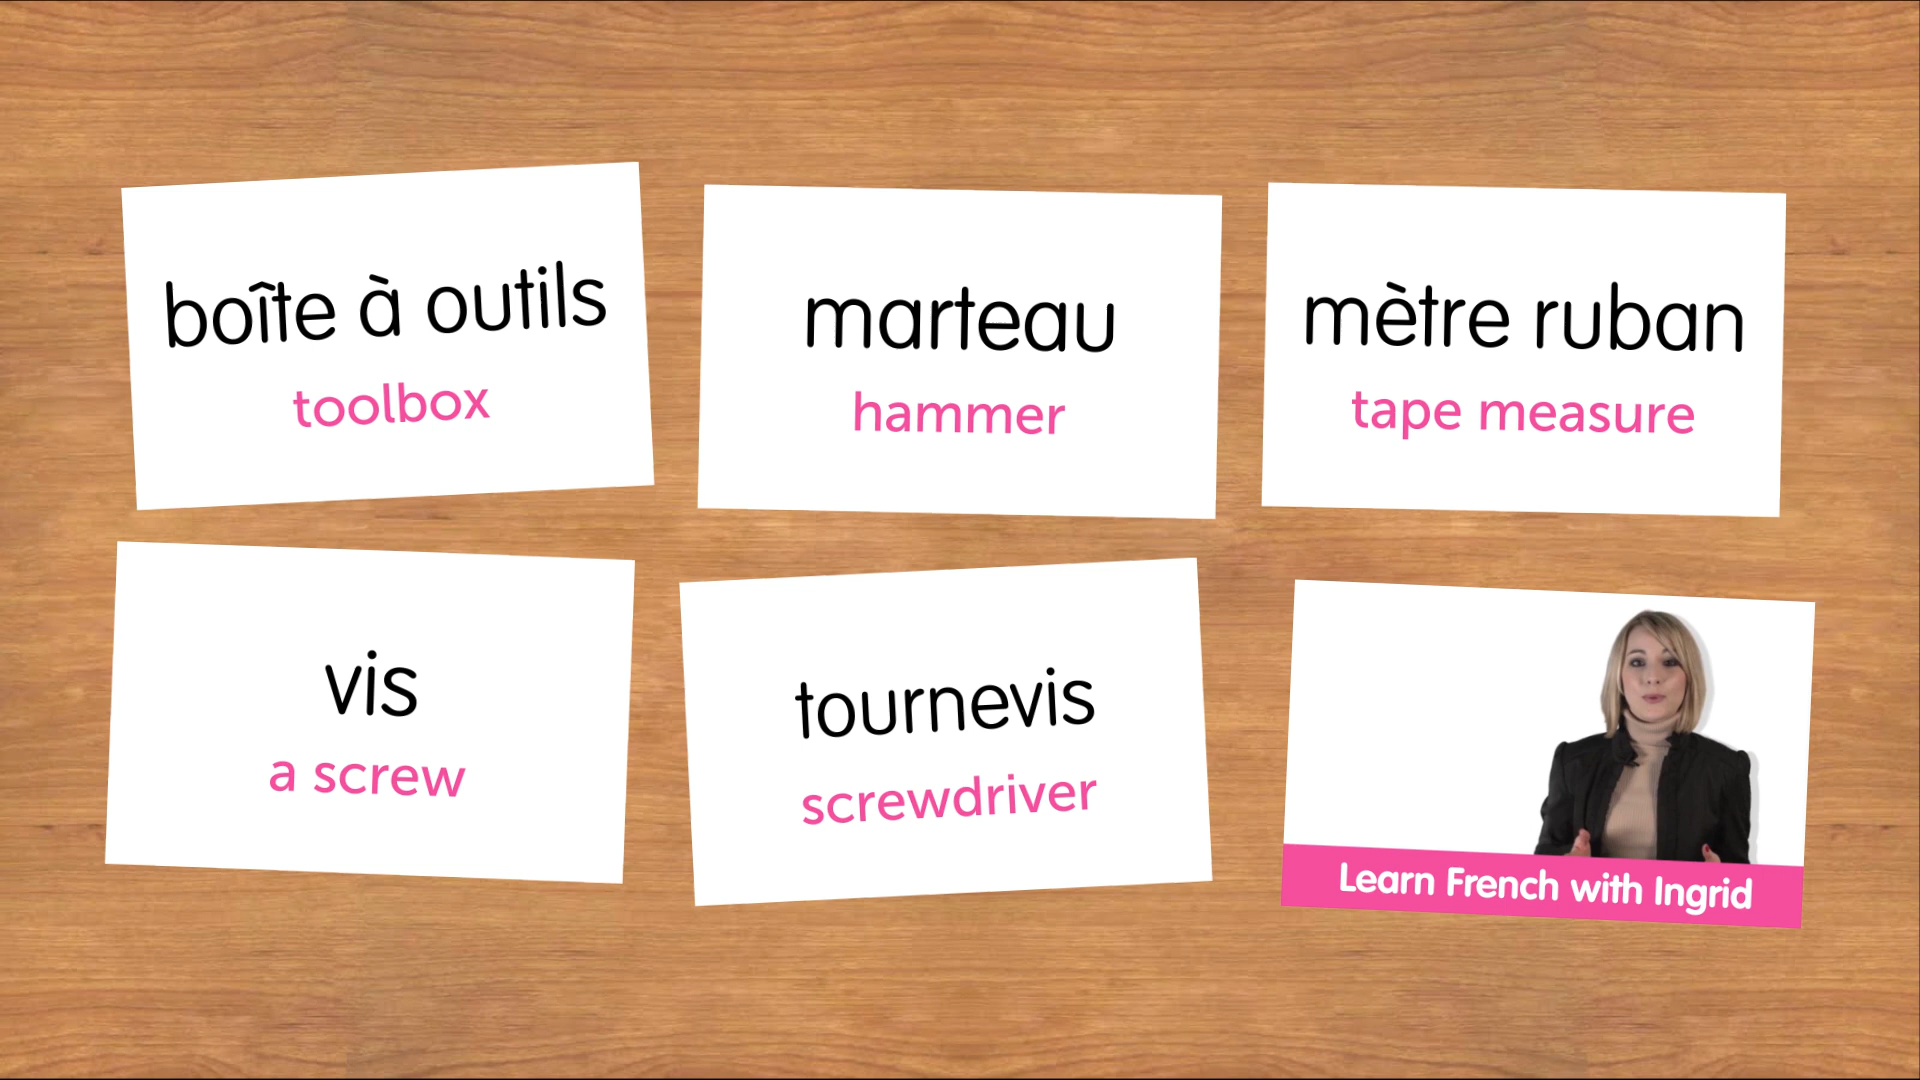 boîte à outils
toolbox
marteau
hammer
mètre ruban
tape measure
vis
a screw
tournevis
screwdriver
Learn French with Ingrid